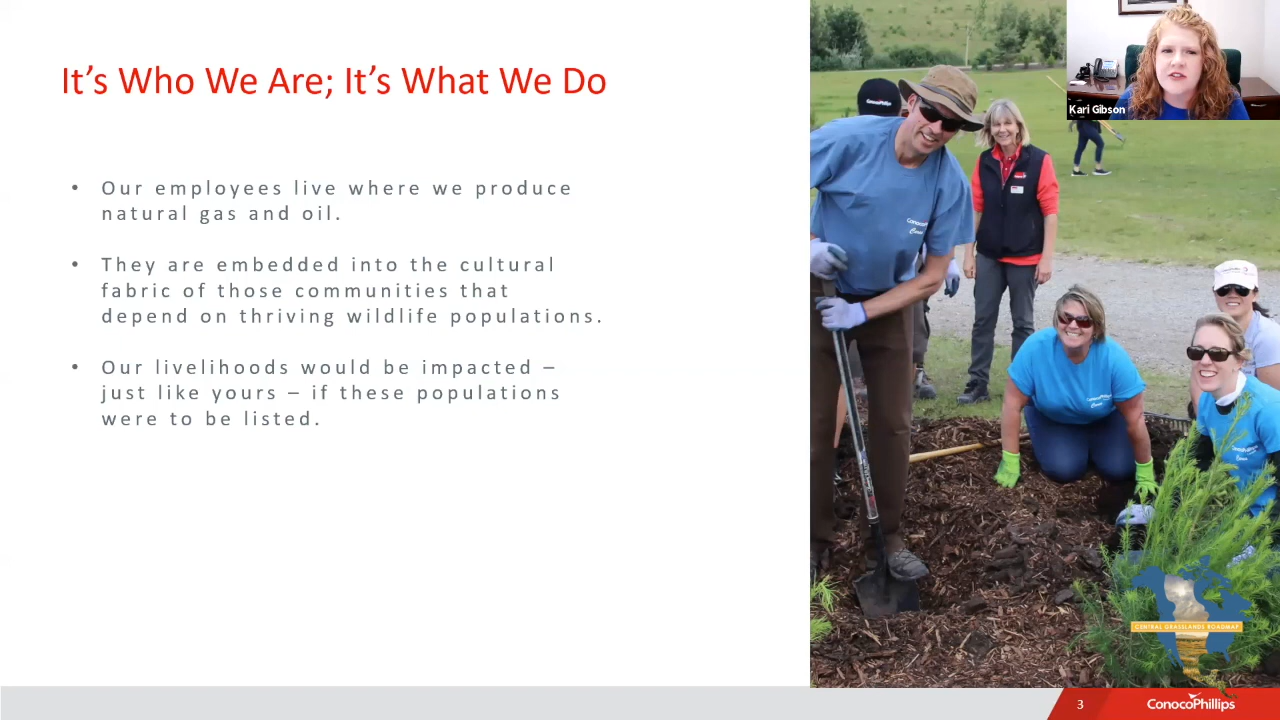 It's Who We Are; It's What We Do
• Our employees live where we produce
natural gas and oil.
• They are embedded into the cultural
fabric of those communities that
depend on thriving wildlife populations.
• Our livelihoods would be impacted –
just like yours – if these populations
were to be listed.
Kari Gibson
ConocoPhillips
CENTRAL GRASSLANDS ROADMAP
3
ConocoPhillips